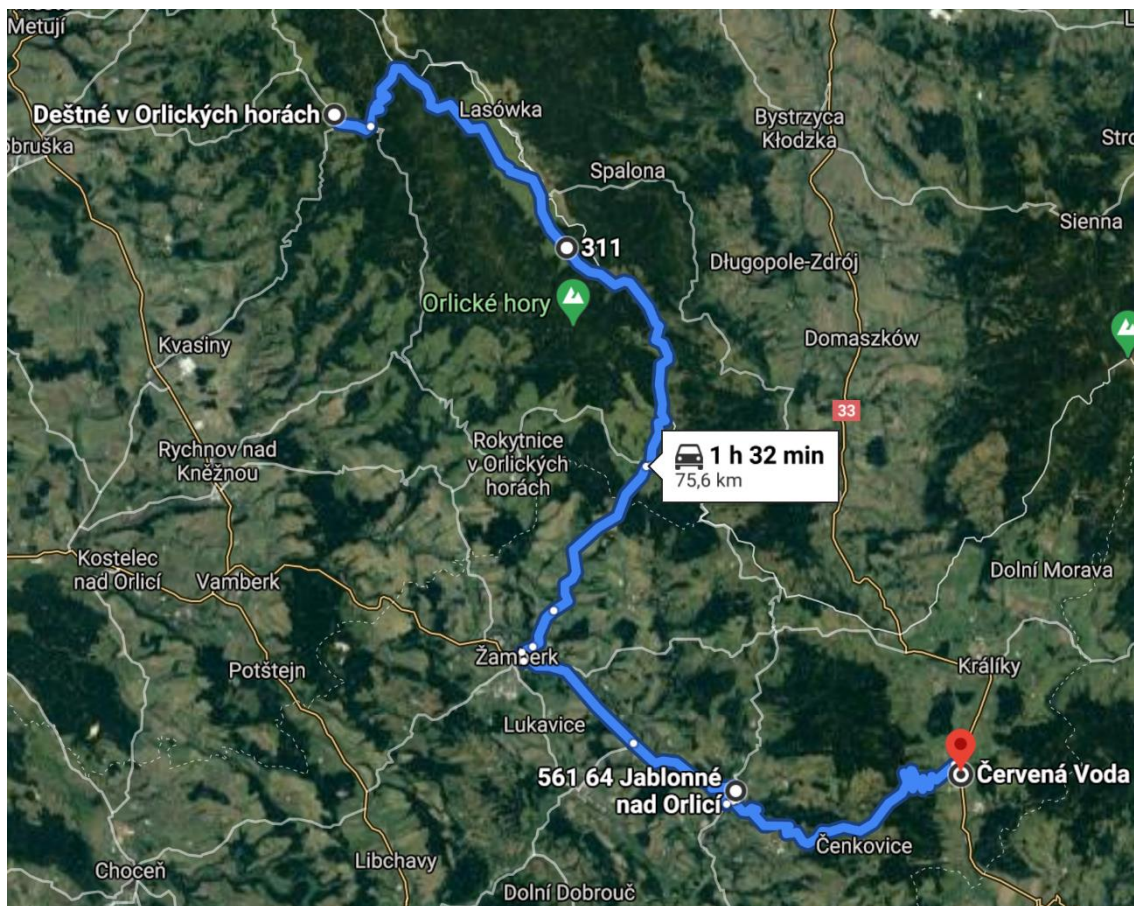 Metují
Deštné v Orlických horách
Lasówka
Bystrzyca
Kłodzka
Stro
obruška
Spalona
Sienna
311
Długopole-Zdrój
Orlické hory
Kvasiny
Domaszków
33
Rychnov nad
Kněžnou
Rokytnice
v Orlických
horách
1 h 32 min
75,6 km
Kostelec
nad Orlicí
Vamberk
Dolní Morava
Žamberk
Potštejn
Králíky
Lukavice
561 64 Jablonné
nad Orlicí
Červená Voda
Čenkovice
Libchavy
Choceň
Dolní Dobrouč